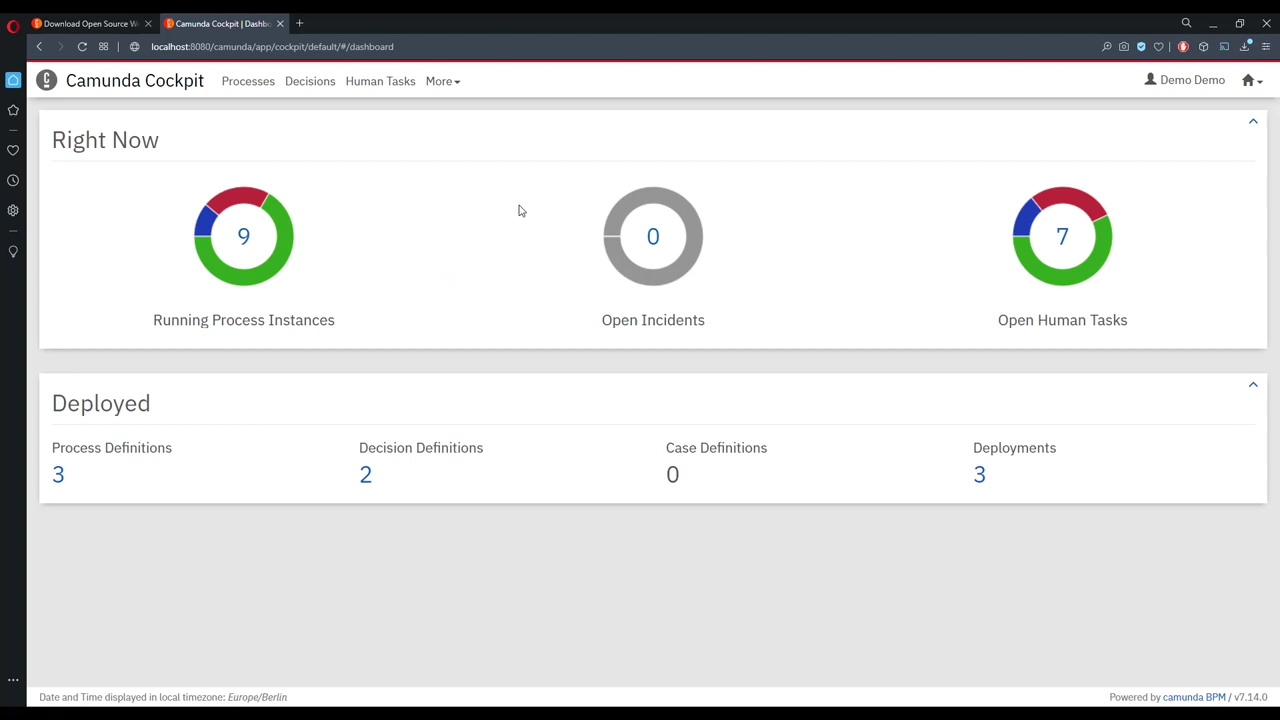 Download Open Source W
Camunda Cockpit | Dashbo
localhost:8080/camunda/app/cockpit/default/#/dashboard
Camunda Cockpit
Processes
Decisions
Human Tasks
More
Demo Demo
Right Now
9
0
7
Running Process Instances
Open Incidents
Open Human Tasks
Deployed
Process Definitions
Decision Definitions
Case Definitions
Deployments
3
2
0
3
Date and Time displayed in local timezone: Europe/Berlin
Powered by camunda BPM / v7.14.0